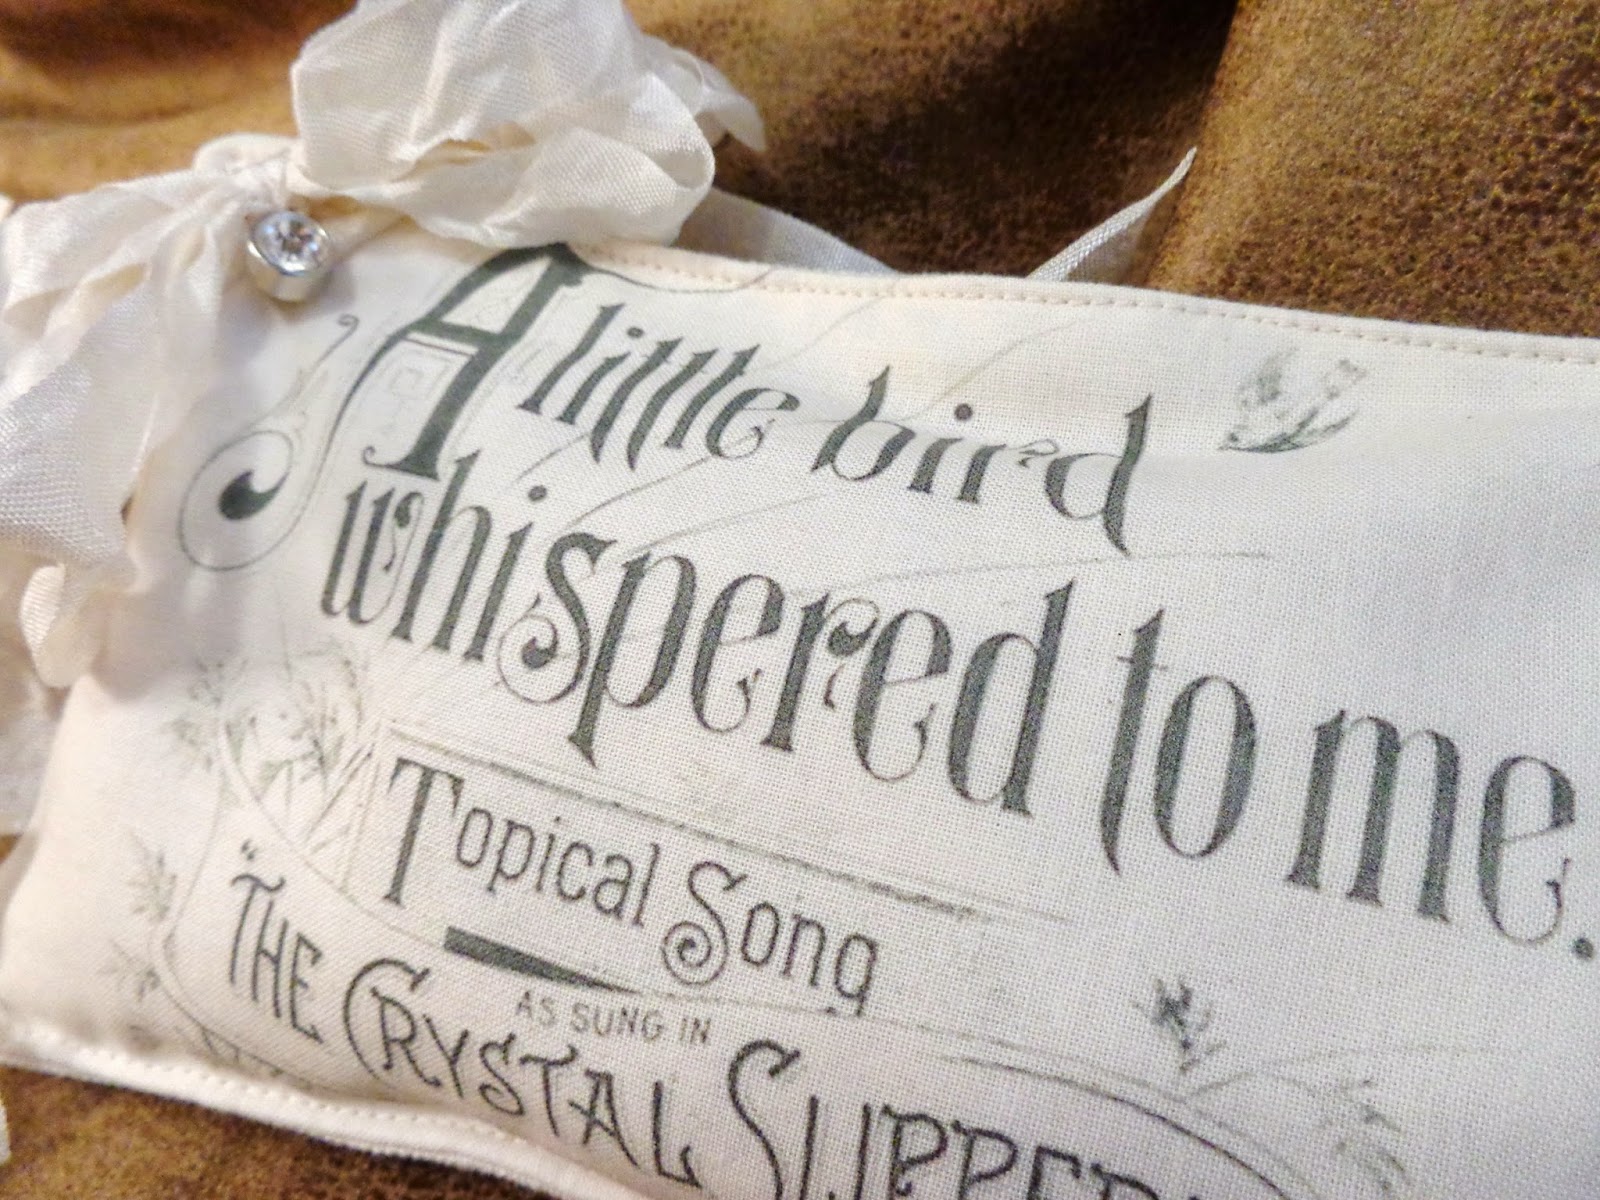 A little bird
whispered to me.
Topical Song
AS SUNG IN
"THE CRYSTAL